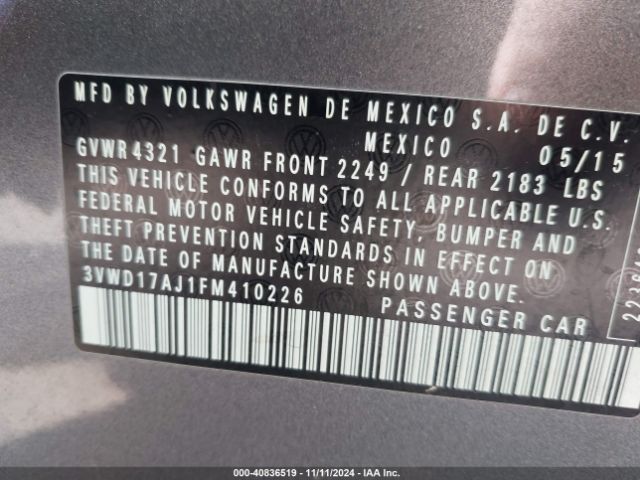 MFD BY VOLKSWAGEN DE MEXICO S.A. DE C.V.
MEXICO 05/15
GVWR4321 GAWR FRONT 2249 / REAR 2183 LBS
THIS VEHICLE CONFORMS TO ALL APPLICABLE U.S.
FEDERAL MOTOR VEHICLE SAFETY, BUMPER AND
THEFT PREVENTION STANDARDS IN EFFECT ON
THE DATE OF MANUFACTURE SHOWN ABOVE.
3VWD17AJ1FM410226 PASSENGER CAR
000-40836519 - 11/11/2024 - IAA Inc.